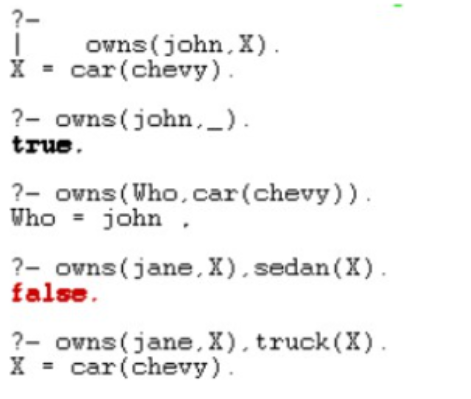 ?-
|    owns(john,X).
X = car(chevy).
?- owns(john,_).
true.
?- owns(Who,car(chevy)).
Who = john .
?- owns(jane,X),sedan(X).
false.
?- owns(jane,X),truck(X).
X = car(chevy).